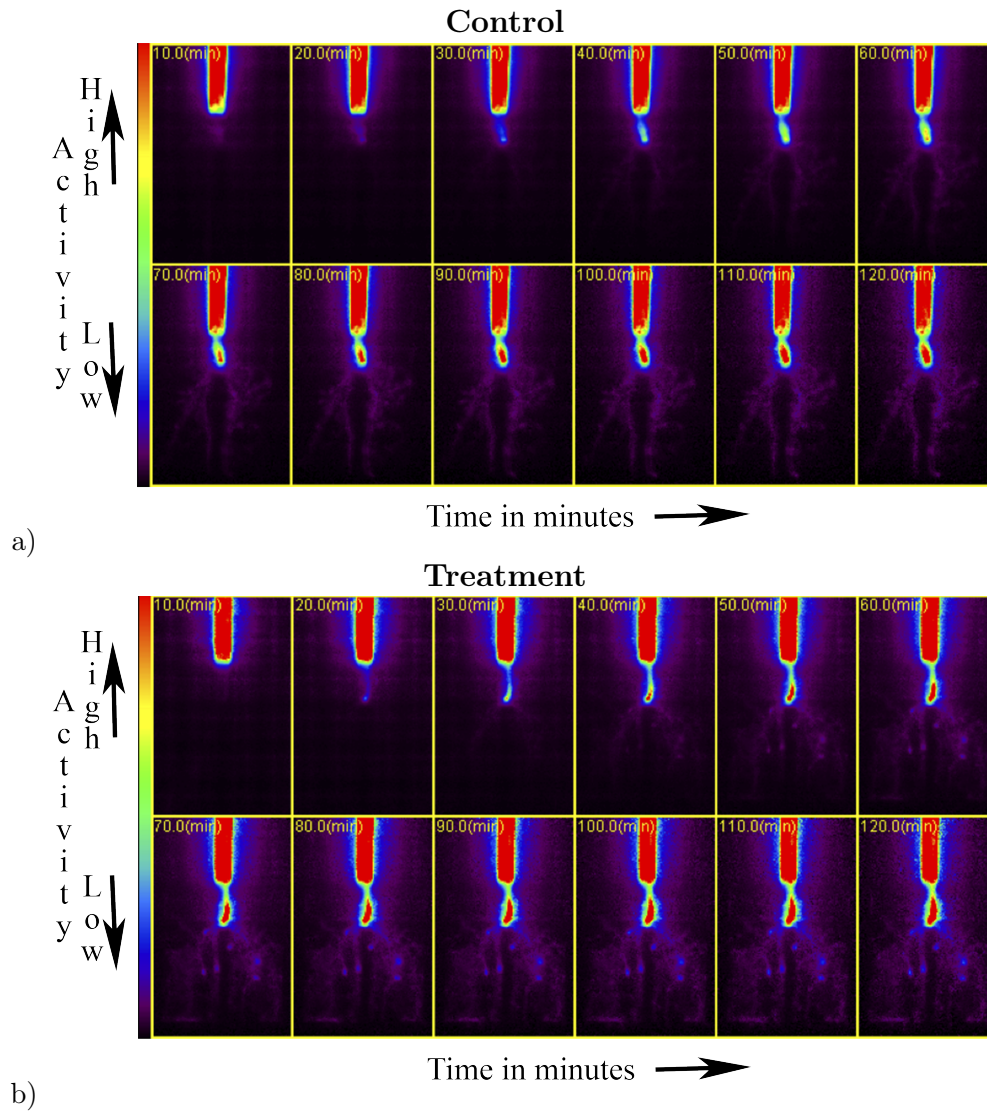 Control
10.0(min) 20.0(min) 30.0(min) 40.0(min) 50.0(min) 60.0(min)
High
Activity
Low
70.0(min) 80.0(min) 90.0(min) 100.0(min) 110.0(min) 120.0(min)
Time in minutes
a)
Treatment
10.0(min) 20.0(min) 30.0(min) 40.0(min) 50.0(min) 60.0(min)
High
Activity
Low
70.0(min) 80.0(min) 90.0(min) 100.0(min) 110.0(min) 120.0(min)
Time in minutes
b)